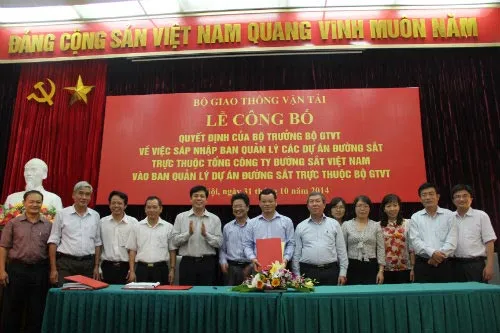 ĐẢNG CỘNG SẢN VIỆT NAM QUANG VINH MUÔN NĂM
BỘ GIAO THÔNG VẬN TẢI
LỄ CÔNG BỐ
QUYẾT ĐỊNH CỦA BỘ TRƯỞNG BỘ GTVT
VỀ VIỆC SÁP NHẬP BAN QUẢN LÝ CÁC DỰ ÁN ĐƯỜNG SẮT
TRỰC THUỘC TỔNG CÔNG TY ĐƯỜNG SẮT VIỆT NAM
VÀO BAN QUẢN LÝ DỰ ÁN ĐƯỜNG SẮT TRỰC THUỘC BỘ GTVT
Nội, ngày 31 10 2014